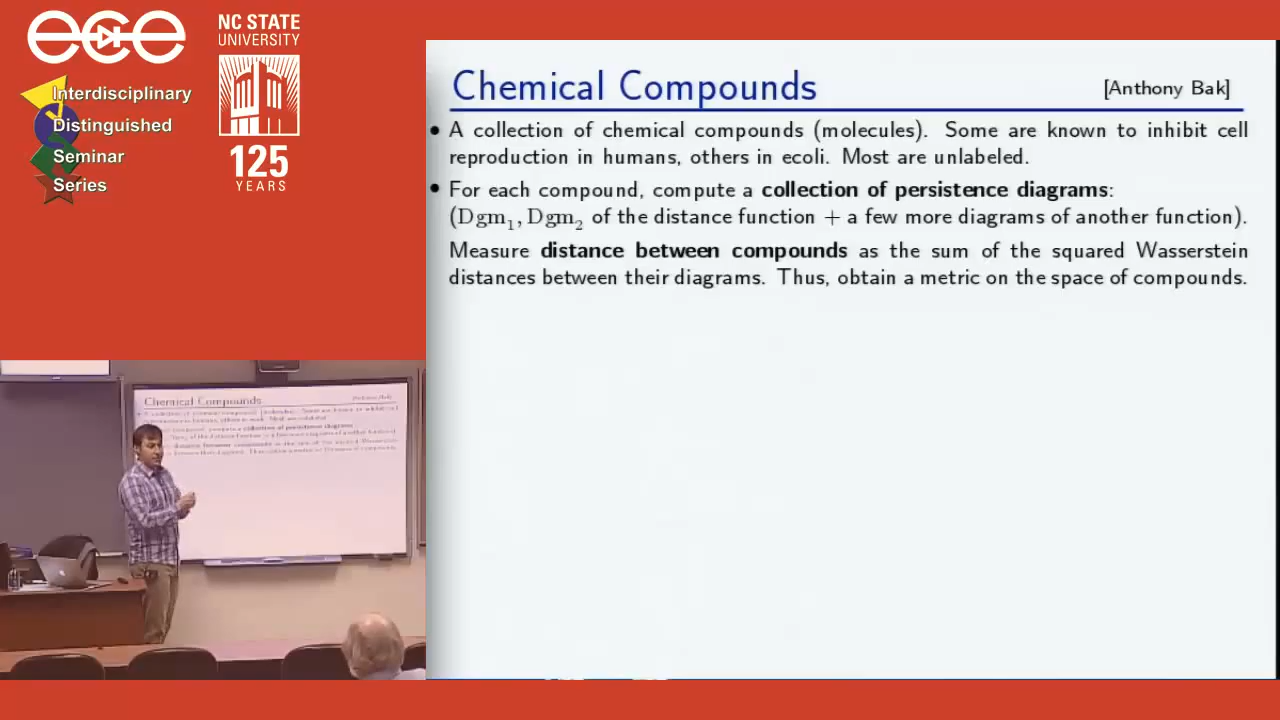 ece
NC STATE
UNIVERSITY
Interdisciplinary
Distinguished
Seminar
Series
125
YEARS
Chemical Compounds
[Anthony Bak]
• A collection of chemical compounds (molecules). Some are known to inhibit cell
reproduction in humans, others in ecoli. Most are unlabeled.
• For each compound, compute a collection of persistence diagrams:
(Dgm₁, Dgm₂ of the distance function + a few more diagrams of another function).
Measure distance between compounds as the sum of the squared Wasserstein
distances between their diagrams. Thus, obtain a metric on the space of compounds.
Chemical Compounds